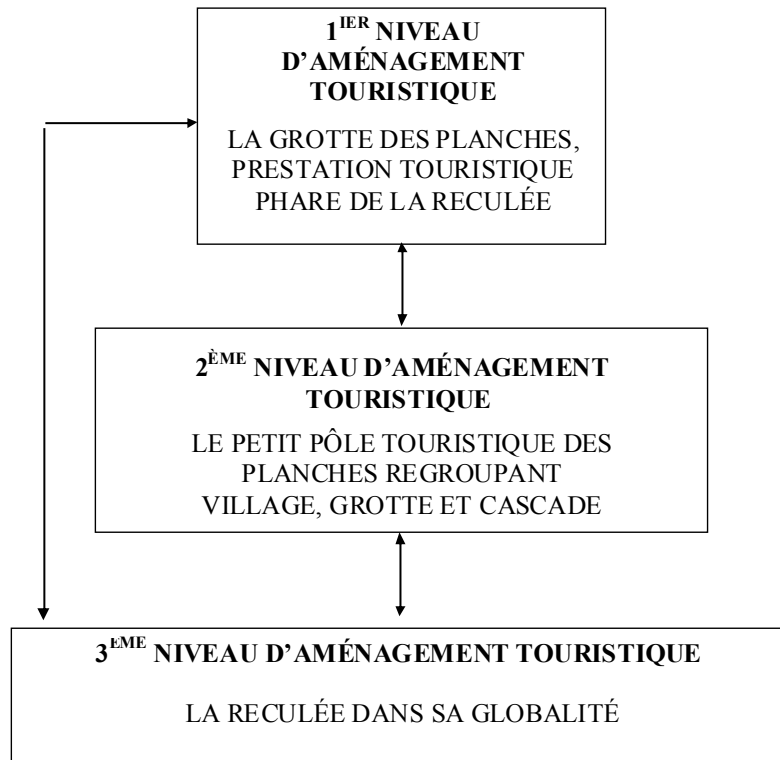 1IER NIVEAU
D'AMÉNAGEMENT
TOURISTIQUE
LA GROTTE DES PLANCHES,
PRESTATION TOURISTIQUE
PHARE DE LA RECULÉE
2ÈME NIVEAU D'AMÉNAGEMENT
TOURISTIQUE
LE PETIT PÔLE TOURISTIQUE DES
PLANCHES REGROUPANT
VILLAGE, GROTTE ET CASCADE
3EME NIVEAU D'AMÉNAGEMENT TOURISTIQUE
LA RECULÉE DANS SA GLOBALITÉ